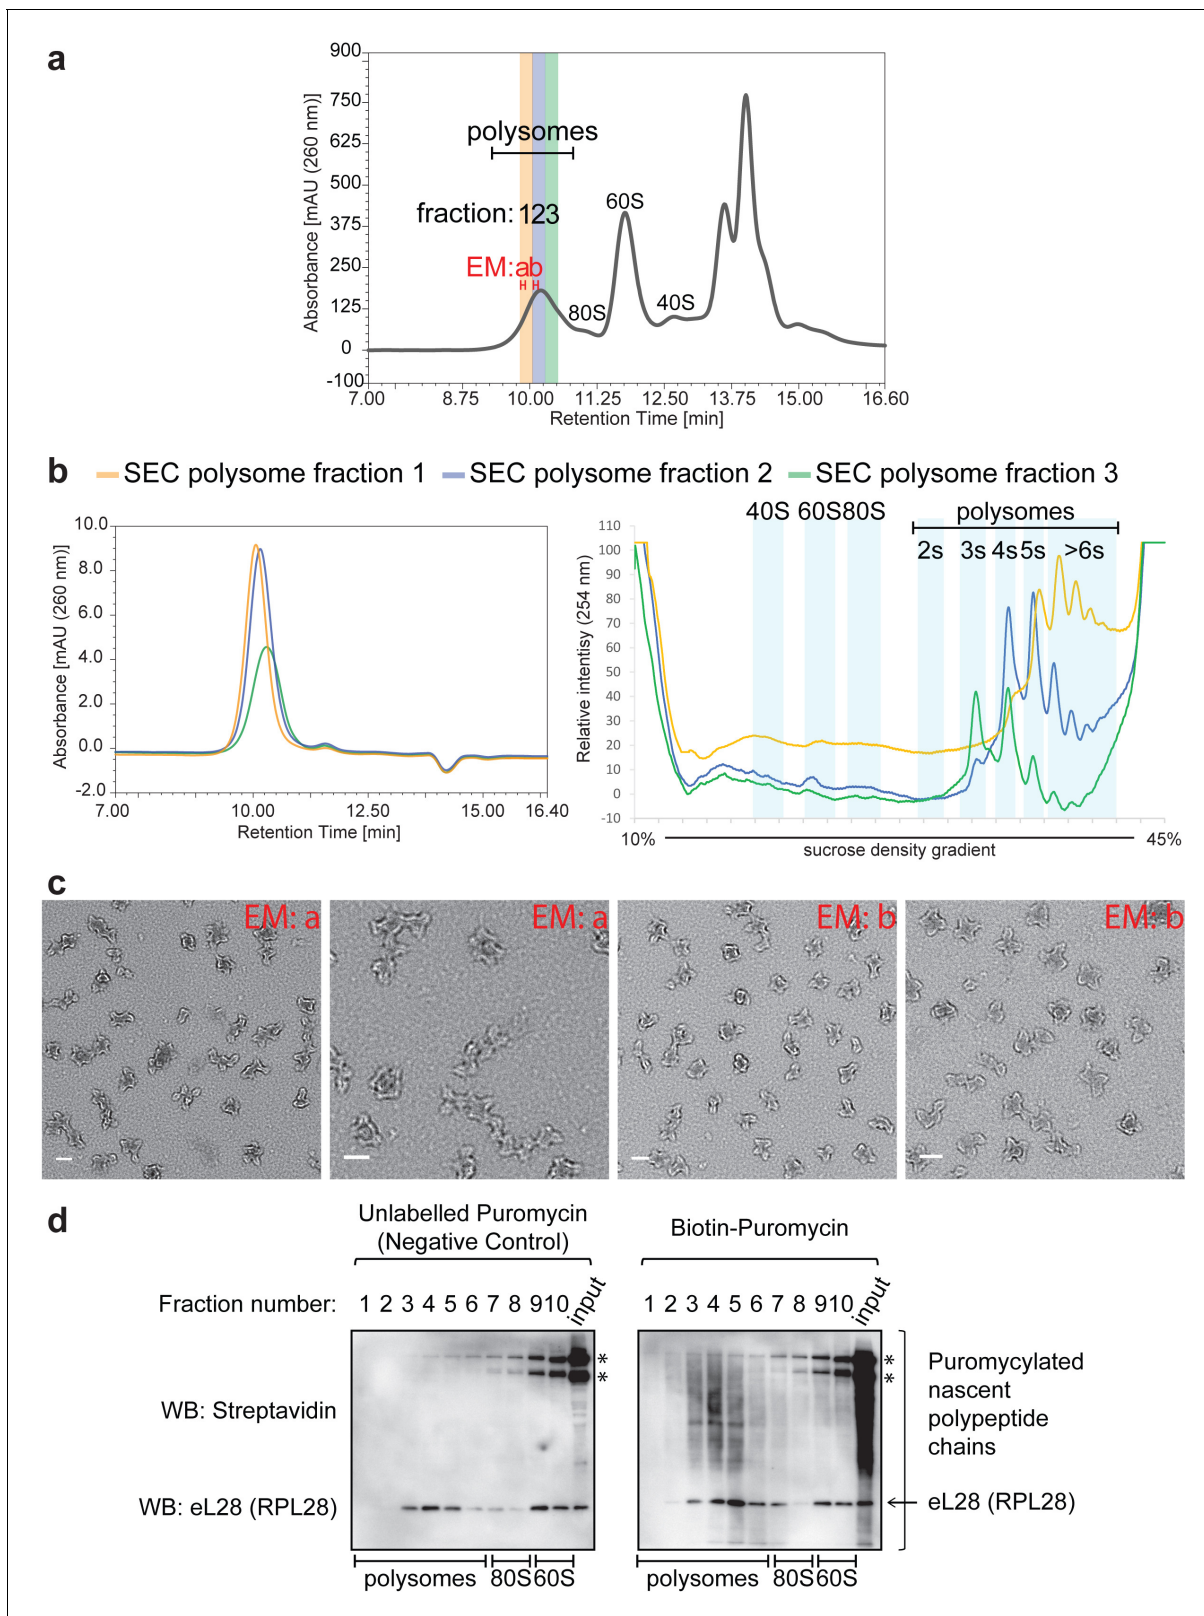 a
900
750
625
500
375
250
125
0
-100
Absorbance [mAU (260 nm)]
polysomes
fraction: 123
EM:ab
80S
60S
40S
7.00 8.75 10.00 11.25 12.50 13.75 15.00 16.60
Retention Time [min]
b
SEC polysome fraction 1 SEC polysome fraction 2 SEC polysome fraction 3
10.0
8.0
6.0
4.0
2.0
0.0
-2.0
Absorbance [mAU (260 nm)]
7.00 10.00 12.50 15.00 16.40
Retention Time [min]
40S 60S 80S polysomes
2s 3s 4s 5s >6s
110
100
90
80
70
60
50
40
30
20
10
0
-10
Relative intentisy (254 nm)
10% 45%
sucrose density gradient
c
EM: a EM: a EM: b EM: b
d
Unlabelled Puromycin
(Negative Control)
Biotin-Puromycin
Fraction number: 1 2 3 4 5 6 7 8 9 10 input 1 2 3 4 5 6 7 8 9 10 input
*
*
*
*
WB: Streptavidin
WB: eL28 (RPL28)
Puromycylated
nascent
polypeptide
chains
eL28 (RPL28)
polysomes 80S 60S polysomes 80S 60S